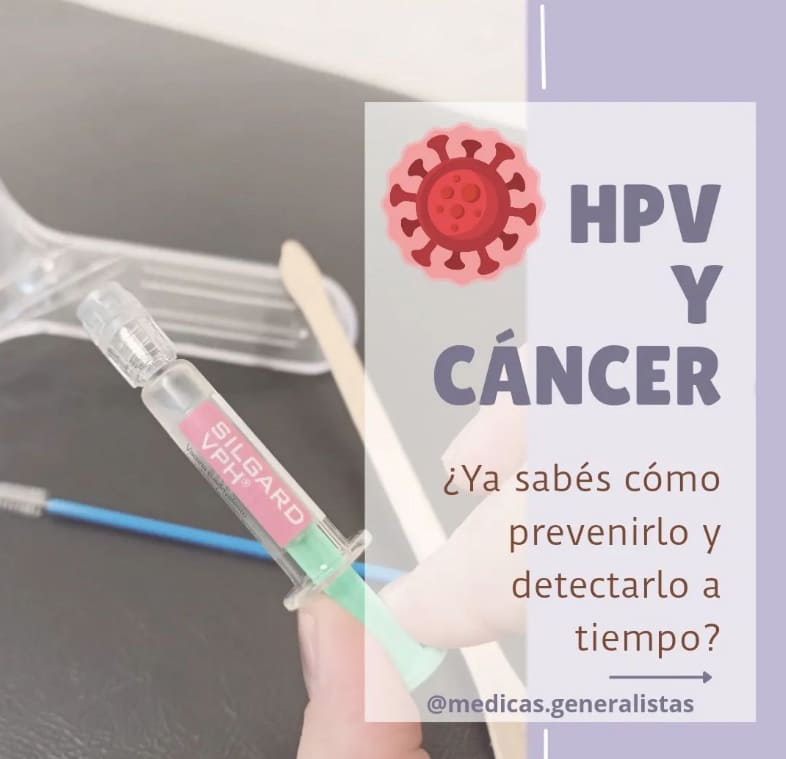 HPV
Y
CÁNCER
¿Ya sabés cómo
prevenirlo y
detectarlo a
tiempo?
@medicas.generalistas
SILGARD
VPH®